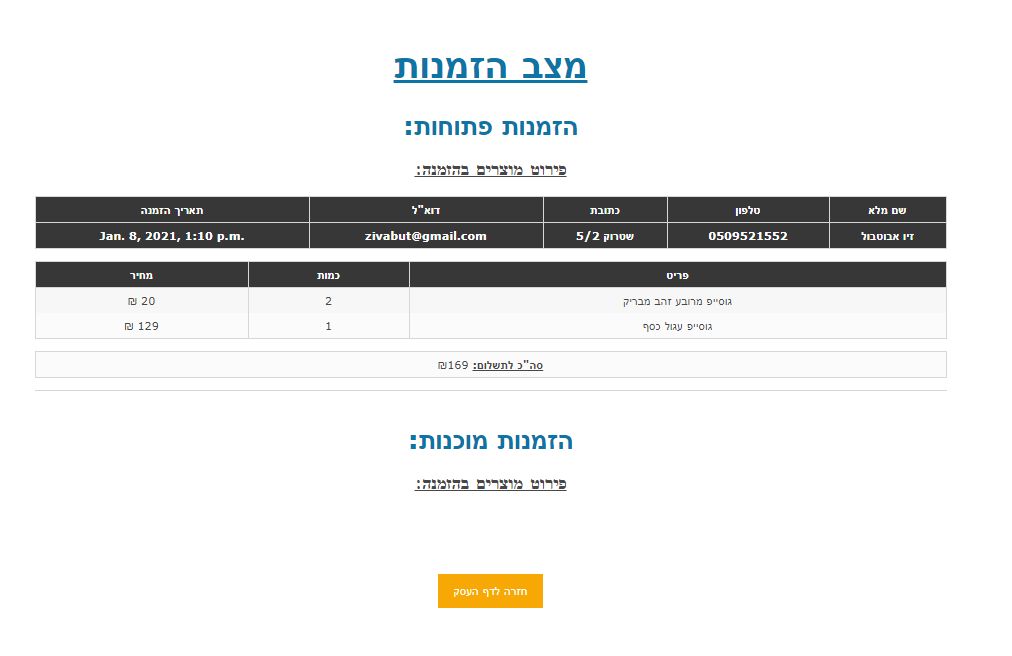 מצב הזמנות
הזמנות פתוחות:
פירוט מוצרים בהזמנה:
שם מלא טלפון כתובת דוא"ל תאריך הזמנה
זיו אבוטבול 0509521552 שטרוק 5/2 zivabut@gmail.com Jan. 8, 2021, 1:10 p.m.
פריט כמות מחיר
גוסייפ מרובע זהב מבריק 2 20 ₪
גוסייפ עגול כסף 1 129 ₪
סה"כ לתשלום: 169₪
הזמנות מוכנות:
פירוט מוצרים בהזמנה:
חזרה לדף העסק